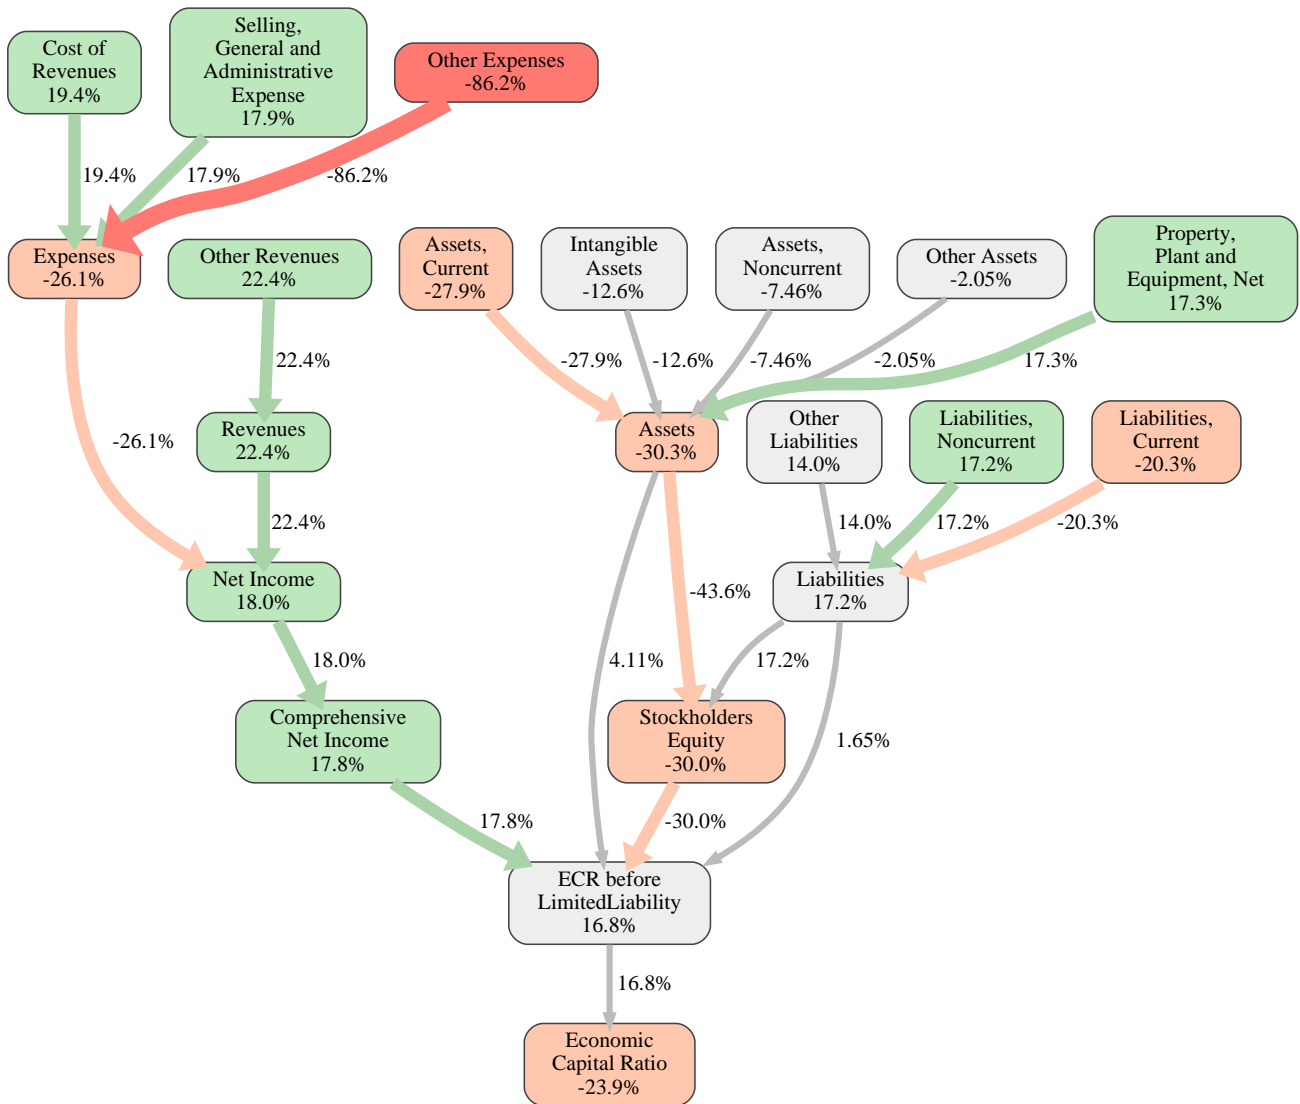 Cost of
Revenues
19.4%
Selling,
General and
Administrative
Expense
17.9%
Other Expenses
-86.2%
19.4%
17.9%
-86.2%
Expenses
-26.1%
Other Revenues
22.4%
Assets,
Current
-27.9%
Intangible
Assets
-12.6%
Assets,
Noncurrent
-7.46%
Other Assets
-2.05%
Property,
Plant and
Equipment, Net
17.3%
22.4%
-27.9%
-12.6%
-7.46%
-2.05%
17.3%
-26.1%
Revenues
22.4%
Assets
-30.3%
Other
Liabilities
14.0%
Liabilities,
Noncurrent
17.2%
Liabilities,
Current
-20.3%
22.4%
14.0%
17.2%
-20.3%
Net Income
18.0%
Liabilities
17.2%
-43.6%
18.0%
4.11%
17.2%
Comprehensive
Net Income
17.8%
Stockholders
Equity
-30.0%
1.65%
17.8%
-30.0%
ECR before
LimitedLiability
16.8%
16.8%
Economic
Capital Ratio
-23.9%